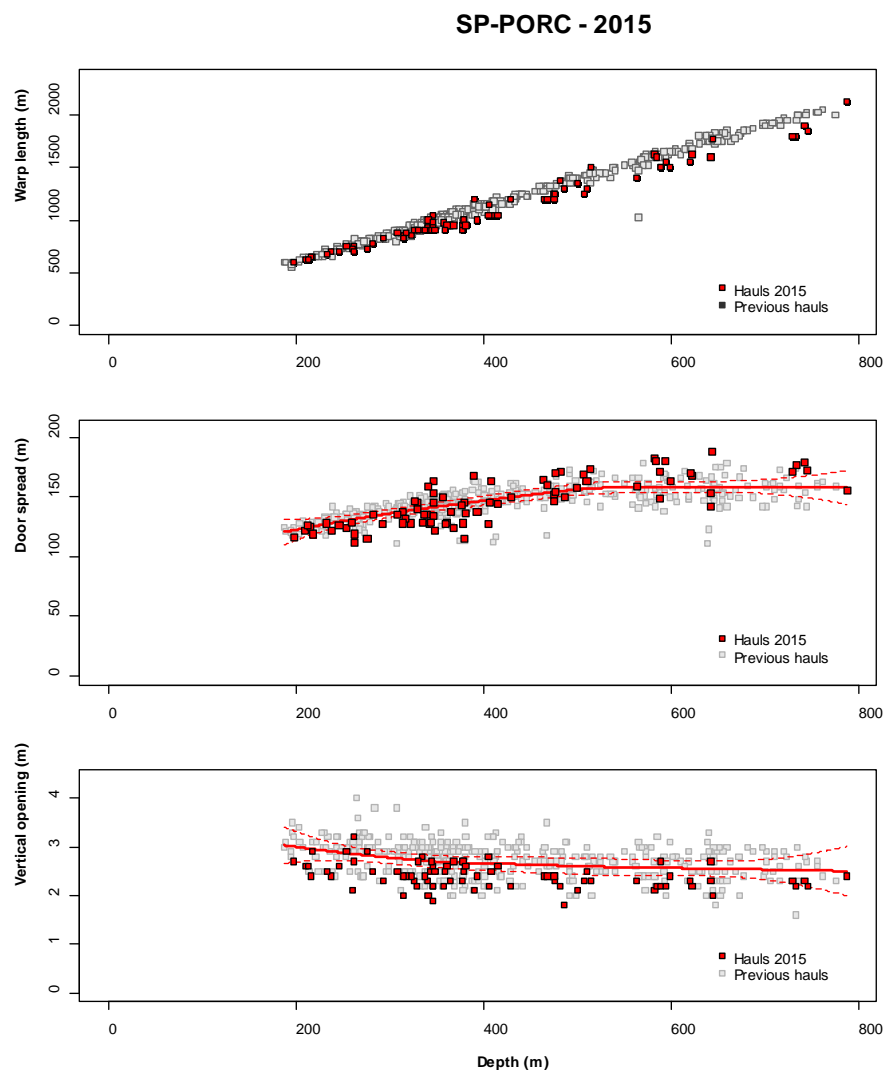 SP-PORC - 2015
Warp length (m)
2000
1500
1000
500
0
Hauls 2015
Previous hauls
0 200 400 600 800
Door spread (m)
200
150
100
50
0
Hauls 2015
Previous hauls
0 200 400 600 800
Vertical opening (m)
4
3
2
1
0
Hauls 2015
Previous hauls
0 200 400 600 800
Depth (m)